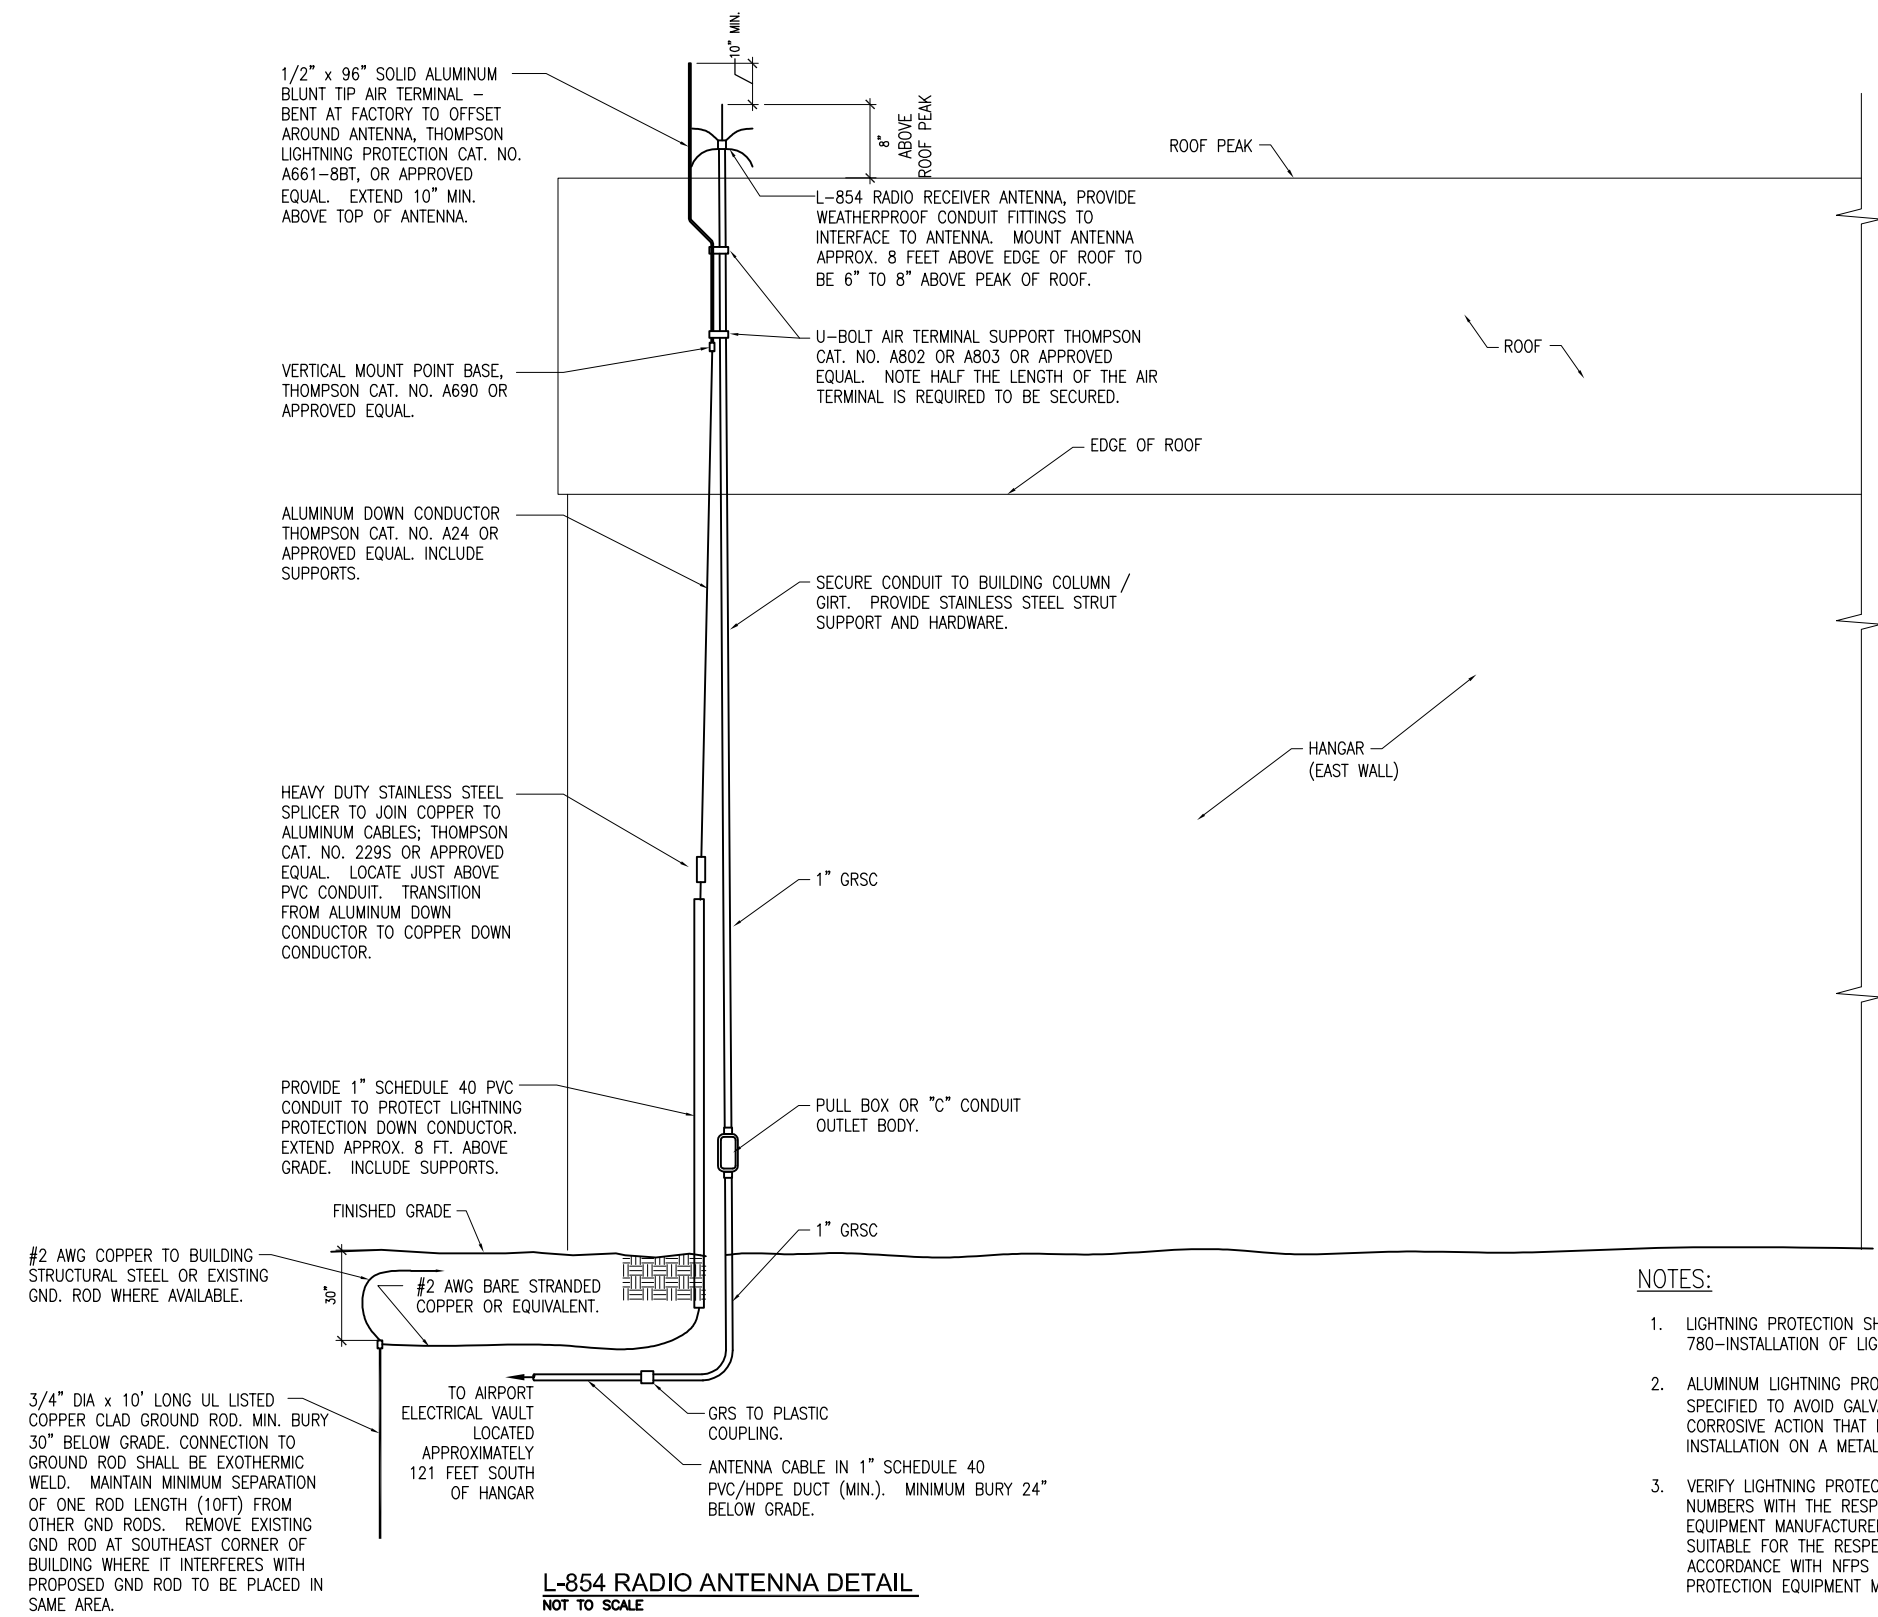 10" MIN.
1/2" x 96" SOLID ALUMINUM
BLUNT TIP AIR TERMINAL –
BENT AT FACTORY TO OFFSET
AROUND ANTENNA, THOMPSON
LIGHTNING PROTECTION CAT. NO.
A661-8BT, OR APPROVED
EQUAL. EXTEND 10" MIN.
ABOVE TOP OF ANTENNA.
8"
ABOVE
ROOF PEAK
ROOF PEAK
L-854 RADIO RECEIVER ANTENNA, PROVIDE
WEATHERPROOF CONDUIT FITTINGS TO
INTERFACE TO ANTENNA. MOUNT ANTENNA
APPROX. 8 FEET ABOVE EDGE OF ROOF TO
BE 6" TO 8" ABOVE PEAK OF ROOF.
U-BOLT AIR TERMINAL SUPPORT THOMPSON
CAT. NO. A802 OR A803 OR APPROVED
EQUAL. NOTE HALF THE LENGTH OF THE AIR
TERMINAL IS REQUIRED TO BE SECURED.
ROOF
VERTICAL MOUNT POINT BASE,
THOMPSON CAT. NO. A690 OR
APPROVED EQUAL.
EDGE OF ROOF
ALUMINUM DOWN CONDUCTOR
THOMPSON CAT. NO. A24 OR
APPROVED EQUAL. INCLUDE
SUPPORTS.
SECURE CONDUIT TO BUILDING COLUMN /
GIRT. PROVIDE STAINLESS STEEL STRUT
SUPPORT AND HARDWARE.
HANGAR
(EAST WALL)
HEAVY DUTY STAINLESS STEEL
SPLICER TO JOIN COPPER TO
ALUMINUM CABLES; THOMPSON
CAT. NO. 229S OR APPROVED
EQUAL. LOCATE JUST ABOVE
PVC CONDUIT. TRANSITION
FROM ALUMINUM DOWN
CONDUCTOR TO COPPER DOWN
CONDUCTOR.
1" GRSC
PROVIDE 1" SCHEDULE 40 PVC
CONDUIT TO PROTECT LIGHTNING
PROTECTION DOWN CONDUCTOR.
EXTEND APPROX. 8 FT. ABOVE
GRADE. INCLUDE SUPPORTS.
PULL BOX OR "C" CONDUIT
OUTLET BODY.
FINISHED GRADE
1" GRSC
#2 AWG COPPER TO BUILDING
STRUCTURAL STEEL OR EXISTING
GND. ROD WHERE AVAILABLE.
30"
#2 AWG BARE STRANDED
COPPER OR EQUIVALENT.
3/4" DIA x 10' LONG UL LISTED
COPPER CLAD GROUND ROD. MIN. BURY
30" BELOW GRADE. CONNECTION TO
GROUND ROD SHALL BE EXOTHERMIC
WELD. MAINTAIN MINIMUM SEPARATION
OF ONE ROD LENGTH (10FT) FROM
OTHER GND RODS. REMOVE EXISTING
GND ROD AT SOUTHEAST CORNER OF
BUILDING WHERE IT INTERFERES WITH
PROPOSED GND ROD TO BE PLACED IN
SAME AREA.
TO AIRPORT
ELECTRICAL VAULT
LOCATED
APPROXIMATELY
121 FEET SOUTH
OF HANGAR
GRS TO PLASTIC
COUPLING.
ANTENNA CABLE IN 1" SCHEDULE 40
PVC/HDPE DUCT (MIN.). MINIMUM BURY 24"
BELOW GRADE.
L-854 RADIO ANTENNA DETAIL
NOT TO SCALE
NOTES:
1. LIGHTNING PROTECTION SH
780-INSTALLATION OF LIG
2. ALUMINUM LIGHTNING PRO
SPECIFIED TO AVOID GALV
CORROSIVE ACTION THAT
INSTALLATION ON A METAL
3. VERIFY LIGHTNING PROTEC
NUMBERS WITH THE RESP
EQUIPMENT MANUFACTURE
SUITABLE FOR THE RESPE
ACCORDANCE WITH NFPS
PROTECTION EQUIPMENT M